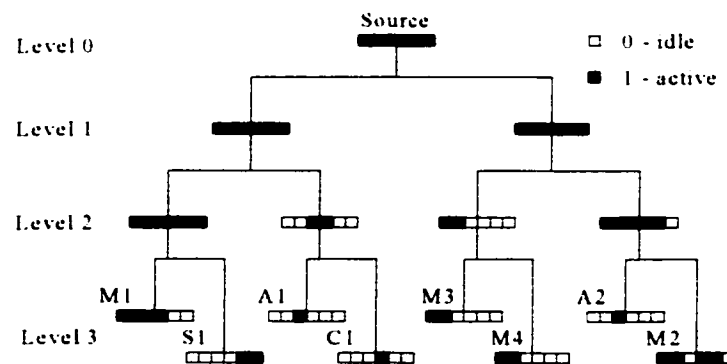 Source
Level 0
0 - idle
1 - active
Level 1
Level 2
M1 A1 M3 A2
Level 3 S1 C1 M4 M2